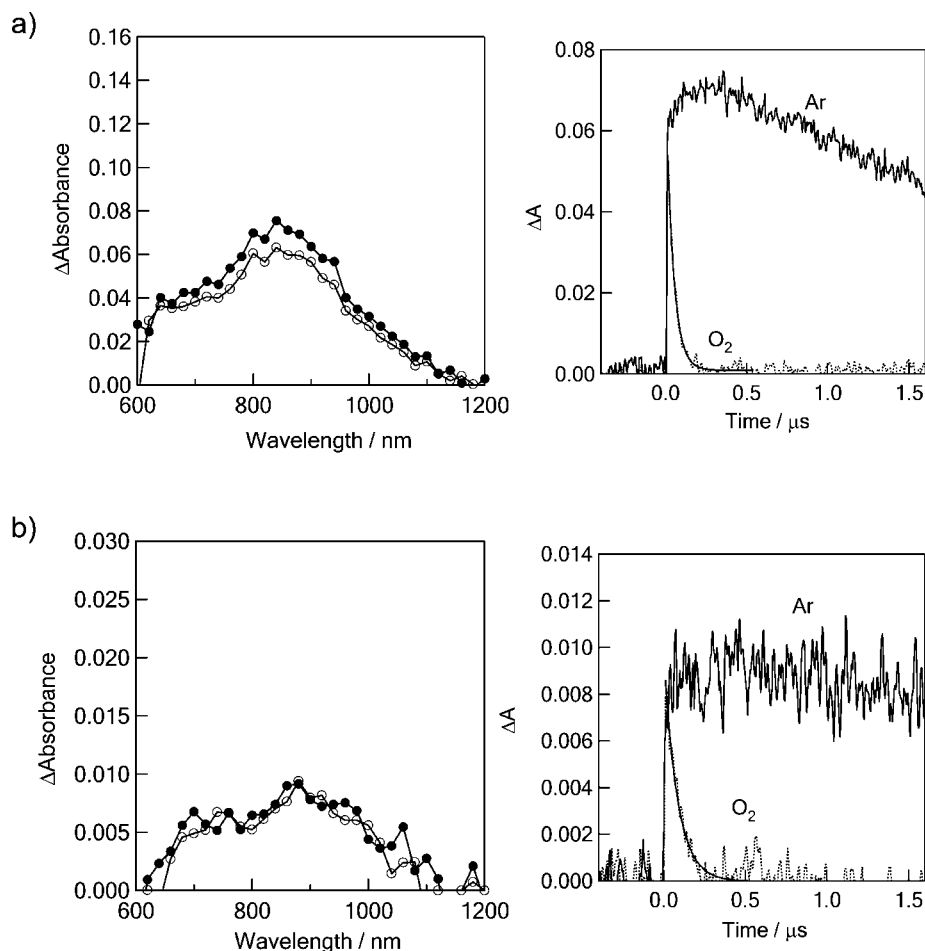 a)
ΔAbsorbance
0.16
0.14
0.12
0.10
0.08
0.06
0.04
0.02
0.00
600 800 1000 1200
Wavelength / nm
ΔA
0.08
0.06
0.04
0.02
0.00
Ar
O2
0.0 0.5 1.0 1.5
Time / μs
b)
ΔAbsorbance
0.030
0.025
0.020
0.015
0.010
0.005
0.000
600 800 1000 1200
Wavelength / nm
ΔA
0.014
0.012
0.010
0.008
0.006
0.004
0.002
0.000
Ar
O2
0.0 0.5 1.0 1.5
Time / μs